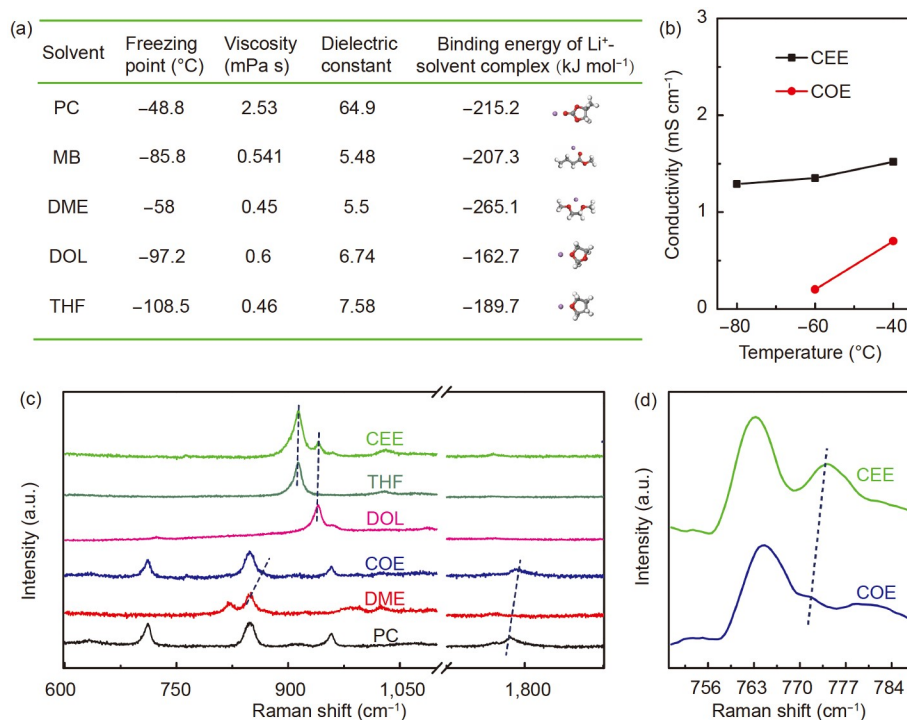 (a)
Solvent Freezing point (°C) Viscosity (mPa s) Dielectric constant Binding energy of Li⁺-solvent complex (kJ mol⁻¹)
PC −48.8 2.53 64.9 −215.2
MB −85.8 0.541 5.48 −207.3
DME −58 0.45 5.5 −265.1
DOL −97.2 0.6 6.74 −162.7
THF −108.5 0.46 7.58 −189.7
(b)
Conductivity (mS cm⁻¹)
3
2
1
0
CEE
COE
−80 −60 −40
Temperature (°C)
(c)
Intensity (a.u.)
CEE
THF
DOL
COE
DME
PC
600 750 900 1,050 1,800
Raman shift (cm⁻¹)
(d)
Intensity (a.u.)
CEE
COE
756 763 770 777 784
Raman shift (cm⁻¹)